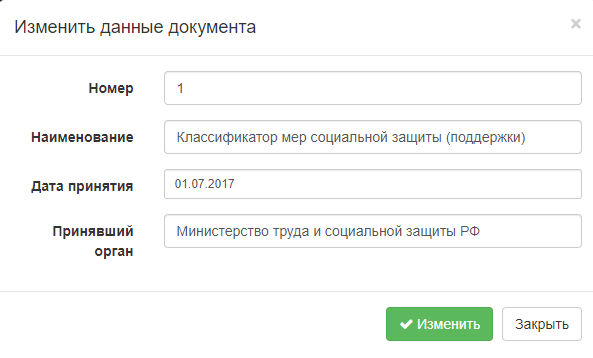 Изменить данные документа
×
Номер 1
Наименование Классификатор мер социальной защиты (поддержки)
Дата принятия 01.07.2017
Принявший
орган
Министерство труда и социальной защиты РФ
Изменить Закрыть